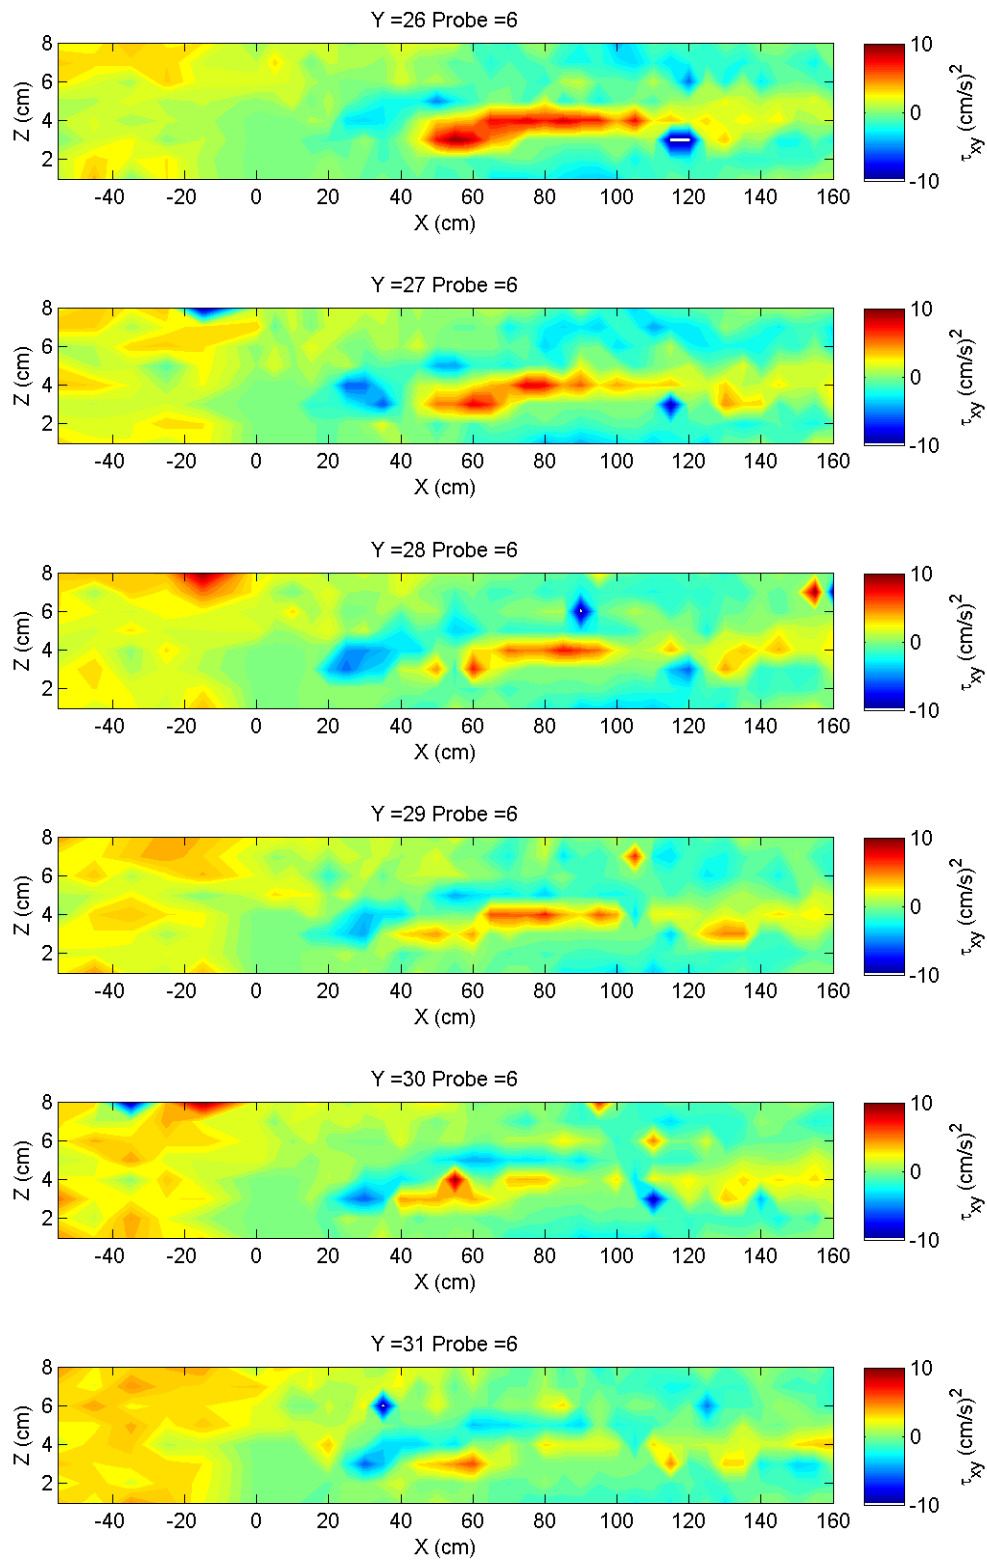 Y =26 Probe =6
8
6
4
2
Z (cm)
-40 -20 0 20 40 60 80 100 120 140 160
X (cm)
10
0
-10
τxy (cm/s)²
Y =27 Probe =6
8
6
4
2
Z (cm)
-40 -20 0 20 40 60 80 100 120 140 160
X (cm)
10
0
-10
τxy (cm/s)²
Y =28 Probe =6
8
6
4
2
Z (cm)
-40 -20 0 20 40 60 80 100 120 140 160
X (cm)
10
0
-10
τxy (cm/s)²
Y =29 Probe =6
8
6
4
2
Z (cm)
-40 -20 0 20 40 60 80 100 120 140 160
X (cm)
10
0
-10
τxy (cm/s)²
Y =30 Probe =6
8
6
4
2
Z (cm)
-40 -20 0 20 40 60 80 100 120 140 160
X (cm)
10
0
-10
τxy (cm/s)²
Y =31 Probe =6
8
6
4
2
Z (cm)
-40 -20 0 20 40 60 80 100 120 140 160
X (cm)
10
0
-10
τxy (cm/s)²